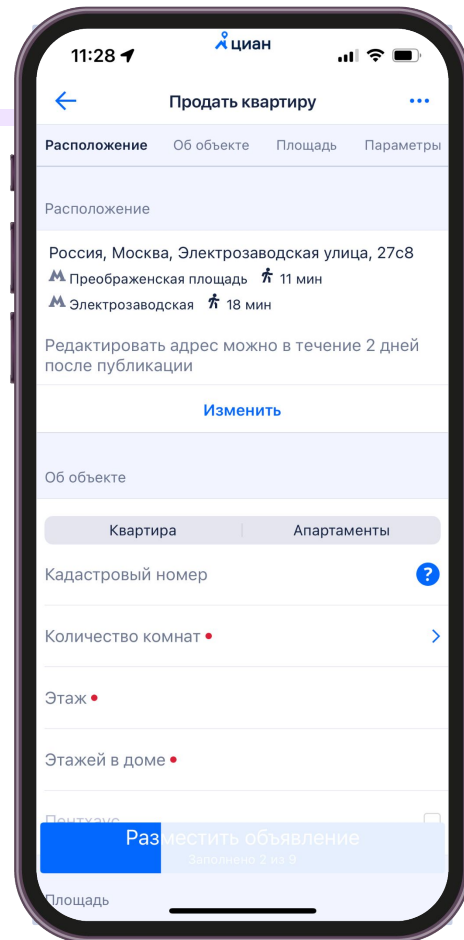 11:28
циан
Продать квартиру
Расположение Об объекте Площадь Параметры
Расположение
Россия, Москва, Электрозаводская улица, 27с8
Преображенская площадь 11 мин
Электрозаводская 18 мин
Редактировать адрес можно в течение 2 дней
после публикации
Изменить
Об объекте
Квартира Апартаменты
Кадастровый номер ?
Количество комнат
Этаж
Этажей в доме
Пентхаус
Разместить объявление
Заполнено 2 из 9
Площадь